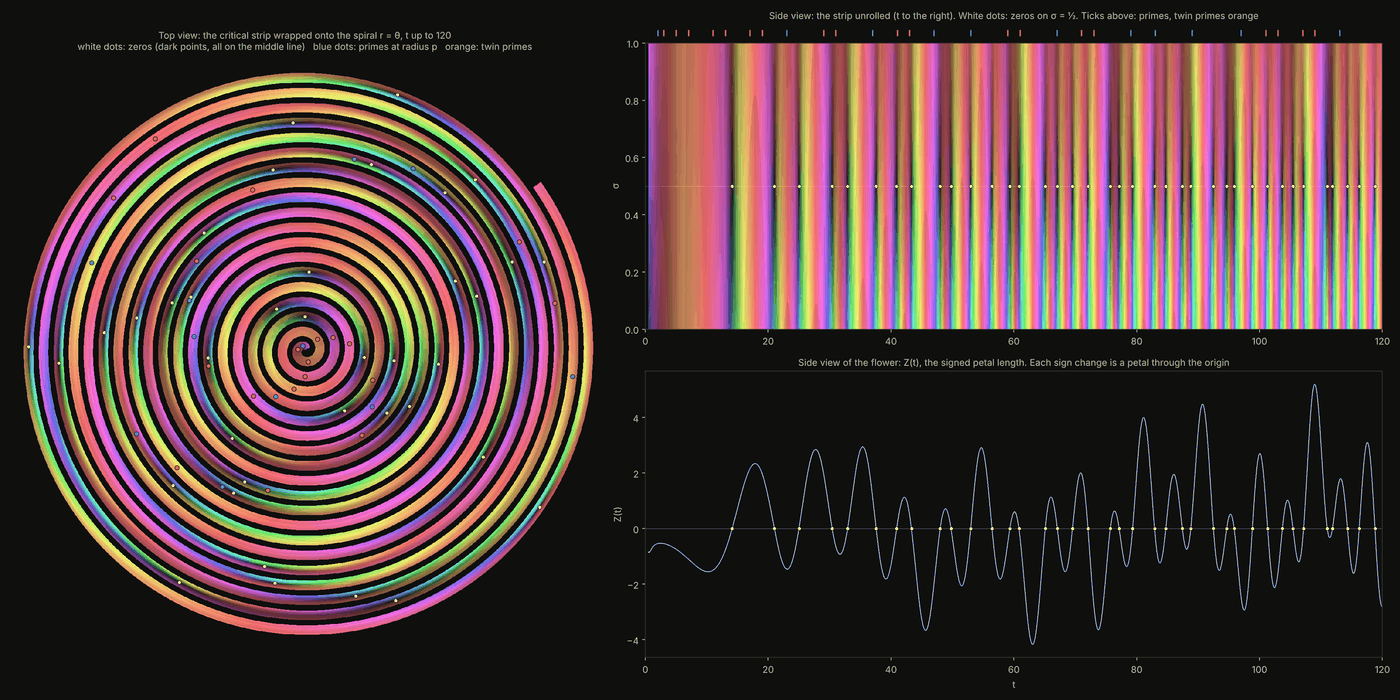 Top view: the critical strip wrapped onto the spiral r = θ, t up to 120
white dots: zeros (dark points, all on the middle line)   blue dots: primes at radius p   orange: twin primes
Side view: the strip unrolled (t to the right). White dots: zeros on σ = ½. Ticks above: primes, twin primes orange
1.0
0.8
0.6
σ
0.4
0.2
0.0
0 20 40 60 80 100 120
Side view of the flower: Z(t), the signed petal length. Each sign change is a petal through the origin
4
2
Z(t)
0
−2
−4
0 20 40 60 80 100 120
t